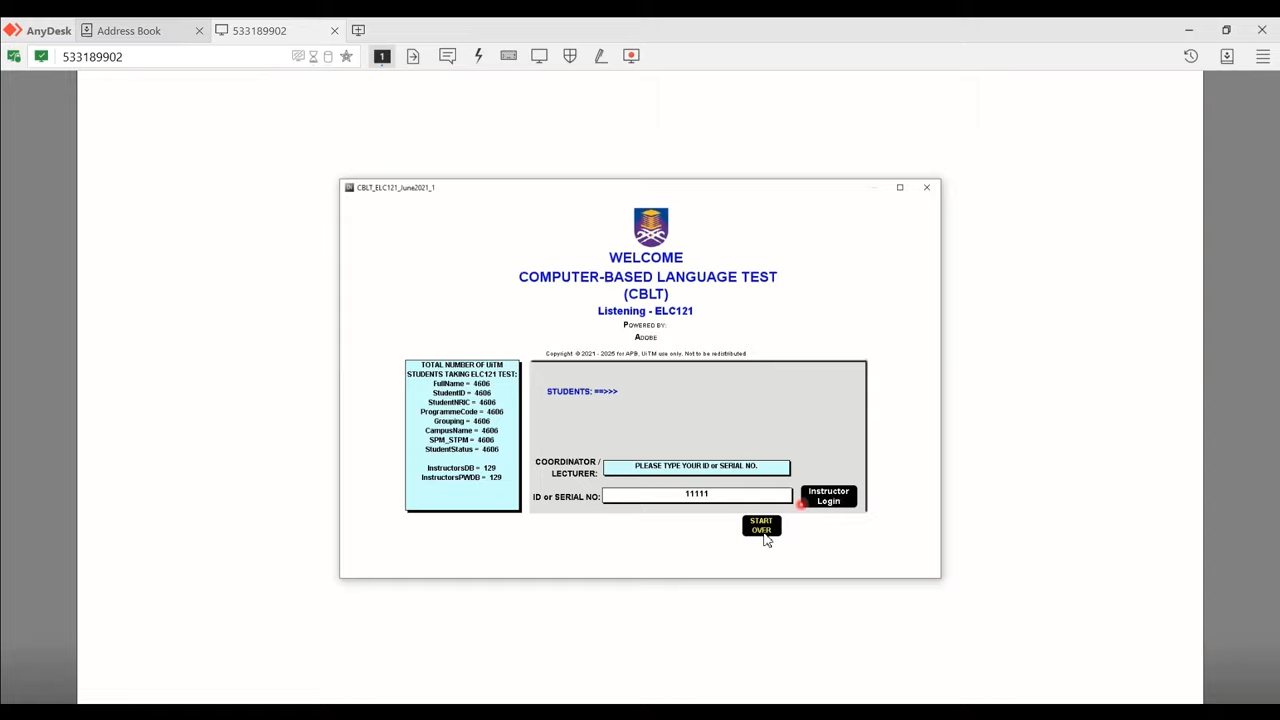 AnyDesk
Address Book
533189902
533189902
1
CBLT_ELC121_June2021_1
WELCOME
COMPUTER-BASED LANGUAGE TEST
(CBLT)
Listening - ELC121
POWERED BY:
ADOBE
Copyright © 2021 - 2025 for APB, UiTM use only. Not to be redistributed
TOTAL NUMBER OF UiTM
STUDENTS TAKING ELC121 TEST:
FullName = 4606
StudentID = 4606
StudentNRIC = 4606
ProgrammeCode = 4606
Grouping = 4606
CampusName = 4606
SPM_STPM = 4606
StudentStatus = 4606
InstructorsDB = 129
InstructorsPWDB = 129
STUDENTS: ==>>>
COORDINATOR /
LECTURER:
PLEASE TYPE YOUR ID or SERIAL NO.
ID or SERIAL NO:
11111
Instructor
Login
START
OVER